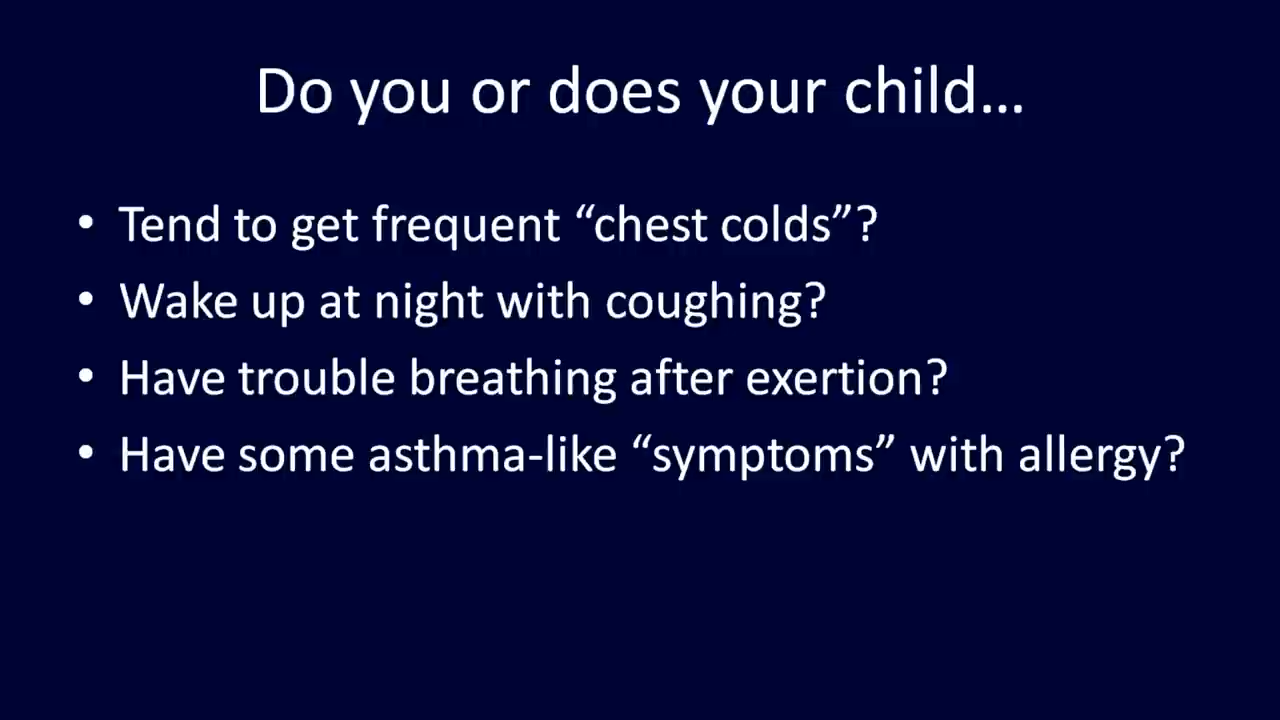 Do you or does your child…
• Tend to get frequent “chest colds”?
• Wake up at night with coughing?
• Have trouble breathing after exertion?
• Have some asthma-like “symptoms” with allergy?